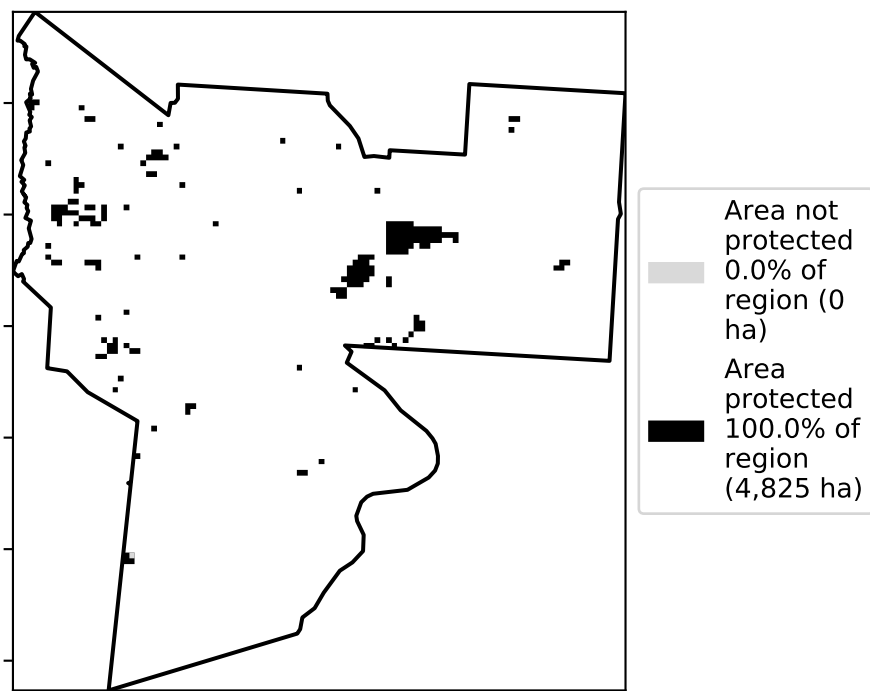 Area not
protected
0.0% of
region (0
ha)
Area
protected
100.0% of
region
(4,825 ha)